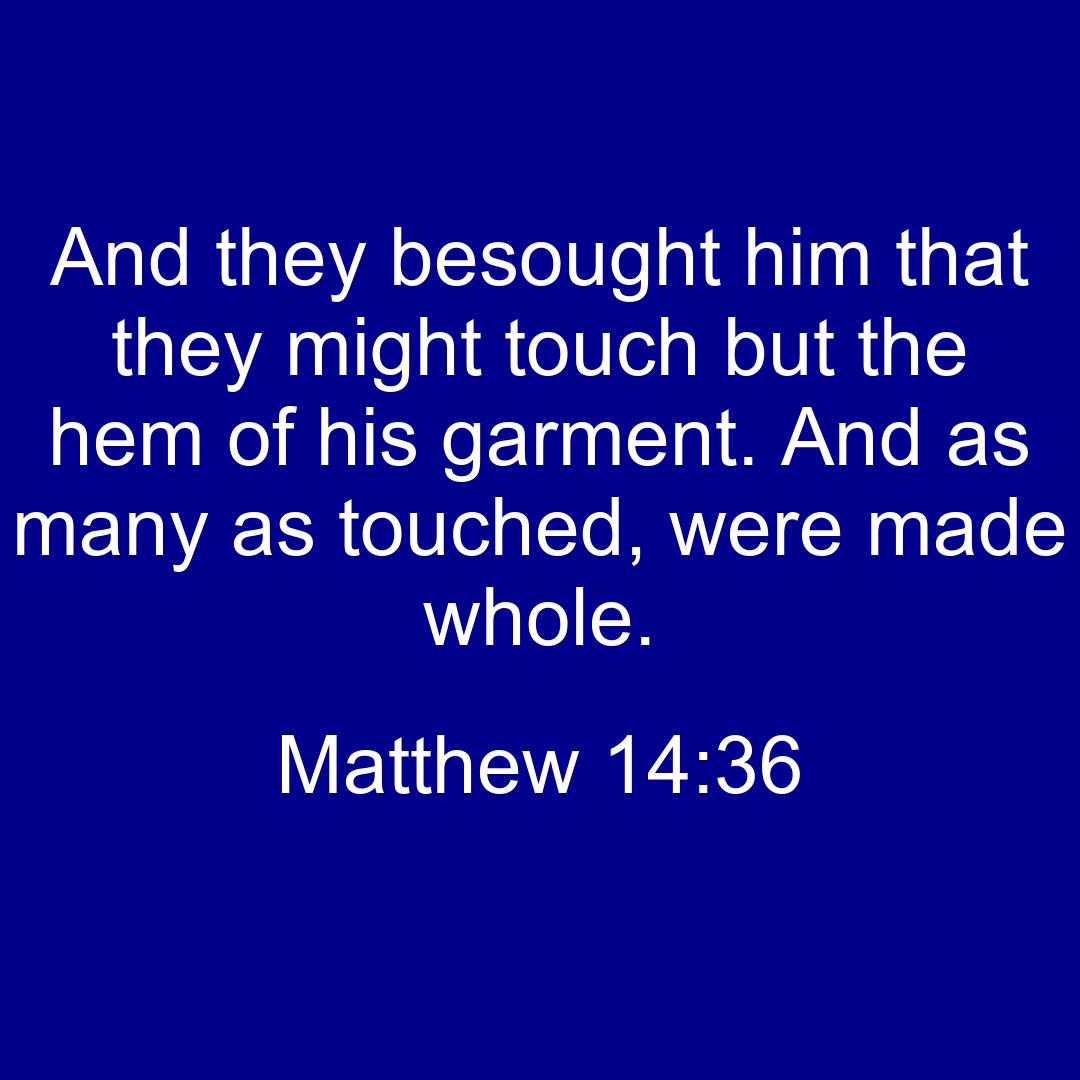 And they besought him that
they might touch but the
hem of his garment. And as
many as touched, were made
whole.
Matthew 14:36